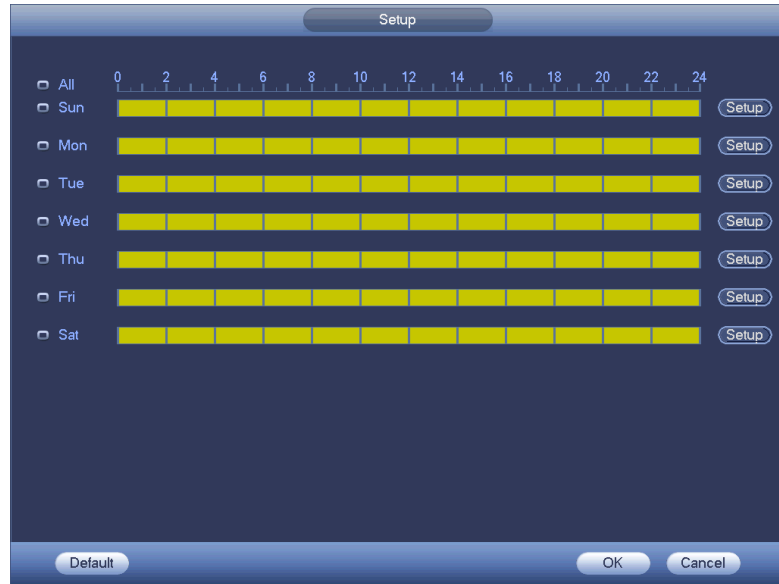 Setup
All 0 2 4 6 8 10 12 14 16 18 20 22 24
Sun Setup
Mon Setup
Tue Setup
Wed Setup
Thu Setup
Fri Setup
Sat Setup
Default OK Cancel